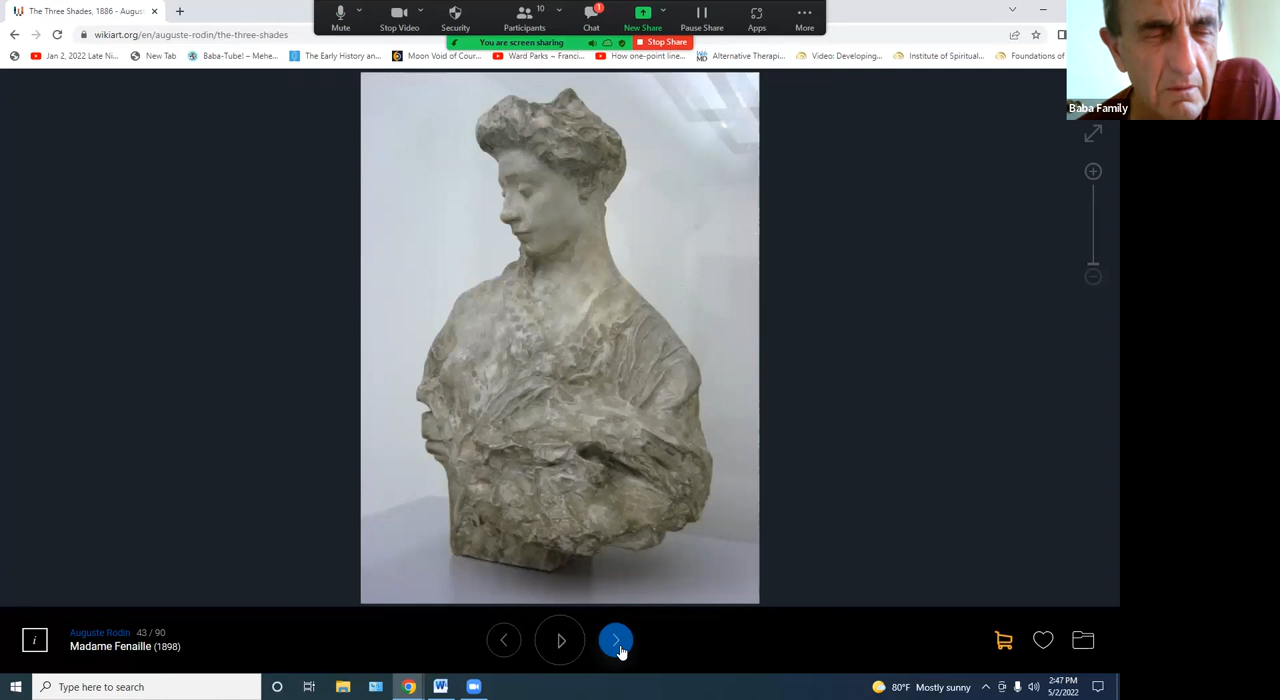 The Three Shades, 1886 - Augus
10
1
Mute
Stop Video
Security
Participants
Chat
New Share
Pause Share
Apps
More
You are screen sharing
Stop Share
wikiart.org/en/auguste-rodin/the-three-shades
Jan 2, 2022 Late Ni...
New Tab
Baba-Tube! – Mehe...
The Early History an...
Moon Void of Cour...
Ward Parks ~ Franci...
How one-point line...
Alternative Therapi...
Video: Developing...
Institute of Spiritual...
Foundations of
Baba Family
i
Auguste Rodin 43 / 90
Madame Fenaille (1898)
Type here to search
80°F Mostly sunny
2:47 PM
5/2/2022